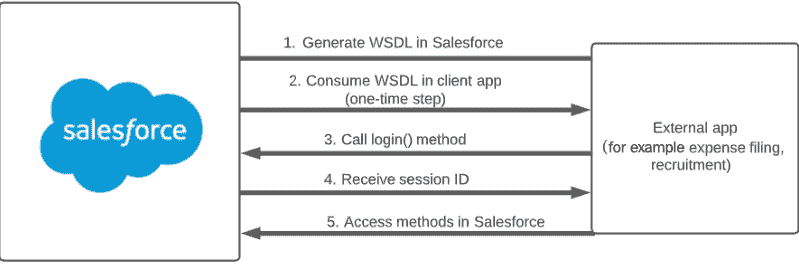 1. Generate WSDL in Salesforce
2. Consume WSDL in client app
(one-time step)
3. Call login() method
4. Receive session ID
5. Access methods in Salesforce
salesforce
External app
(for example expense filing,
recruitment)